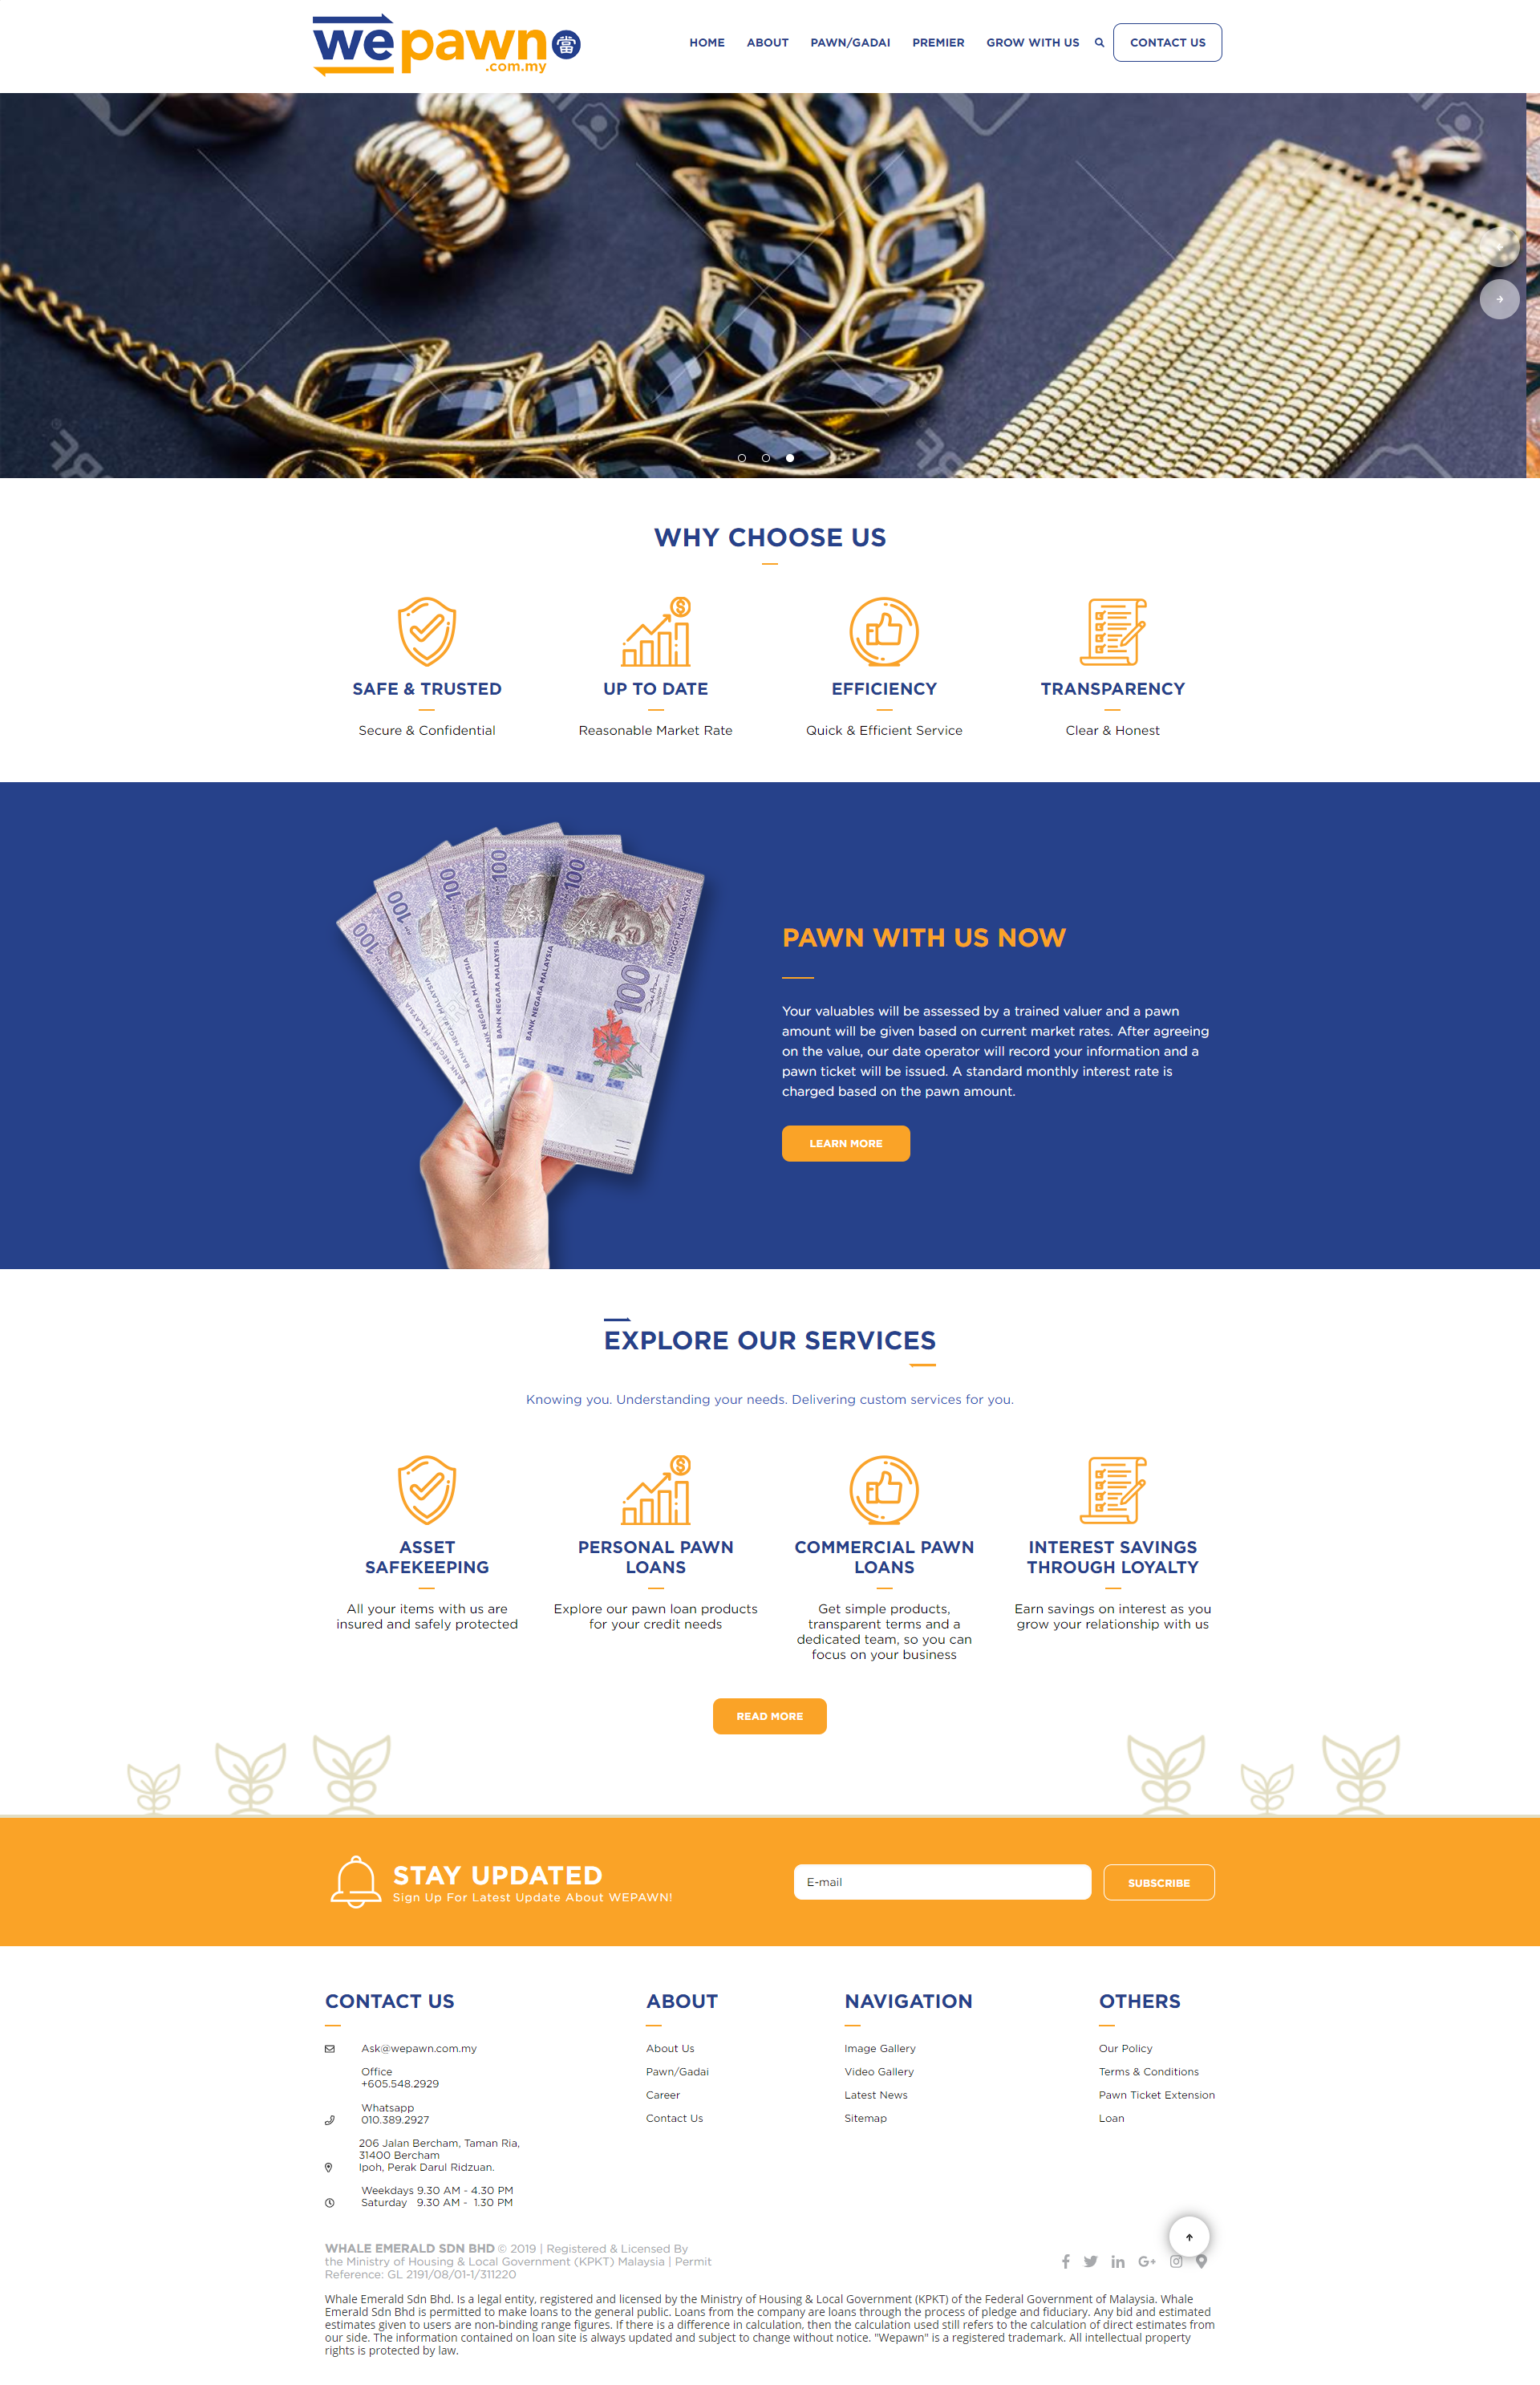 wepawn 當
.com.my
HOME ABOUT PAWN/GADAI PREMIER GROW WITH US CONTACT US
WHY CHOOSE US
SAFE & TRUSTED
Secure & Confidential
UP TO DATE
Reasonable Market Rate
EFFICIENCY
Quick & Efficient Service
TRANSPARENCY
Clear & Honest
100
100
100
100
100
100
RINGGIT MALAYSIA
BANK NEGARA MALAYSIA
BANK NEGARA MALAYSIA
PAWN WITH US NOW
Your valuables will be assessed by a trained valuer and a pawn
amount will be given based on current market rates. After agreeing
on the value, our date operator will record your information and a
pawn ticket will be issued. A standard monthly interest rate is
charged based on the pawn amount.
LEARN MORE
EXPLORE OUR SERVICES
Knowing you. Understanding your needs. Delivering custom services for you.
ASSET
SAFEKEEPING
All your items with us are
insured and safely protected
PERSONAL PAWN
LOANS
Explore our pawn loan products
for your credit needs
COMMERCIAL PAWN
LOANS
Get simple products,
transparent terms and a
dedicated team, so you can
focus on your business
INTEREST SAVINGS
THROUGH LOYALTY
Earn savings on interest as you
grow your relationship with us
READ MORE
STAY UPDATED
Sign Up For Latest Update About WEPAWN!
E-mail
SUBSCRIBE
CONTACT US
Ask@wepawn.com.my
Office
+605.548.2929
Whatsapp
010.389.2927
206 Jalan Bercham, Taman Ria,
31400 Bercham
Ipoh, Perak Darul Ridzuan.
Weekdays 9.30 AM - 4.30 PM
Saturday 9.30 AM - 1.30 PM
ABOUT
About Us
Pawn/Gadai
Career
Contact Us
NAVIGATION
Image Gallery
Video Gallery
Latest News
Sitemap
OTHERS
Our Policy
Terms & Conditions
Pawn Ticket Extension
Loan
WHALE EMERALD SDN BHD © 2019 | Registered & Licensed By
the Ministry of Housing & Local Government (KPKT) Malaysia | Permit
Reference: GL 2191/08/01-1/311220
Whale Emerald Sdn Bhd. Is a legal entity, registered and licensed by the Ministry of Housing & Local Government (KPKT) of the Federal Government of Malaysia. Whale
Emerald Sdn Bhd is permitted to make loans to the general public. Loans from the company are loans through the process of pledge and fiduciary. Any bid and estimated
estimates given to users are non-binding range figures. If there is a difference in calculation, then the calculation used still refers to the calculation of direct estimates from
our side. The information contained on loan site is always updated and subject to change without notice. "Wepawn" is a registered trademark. All intellectual property
rights is protected by law.